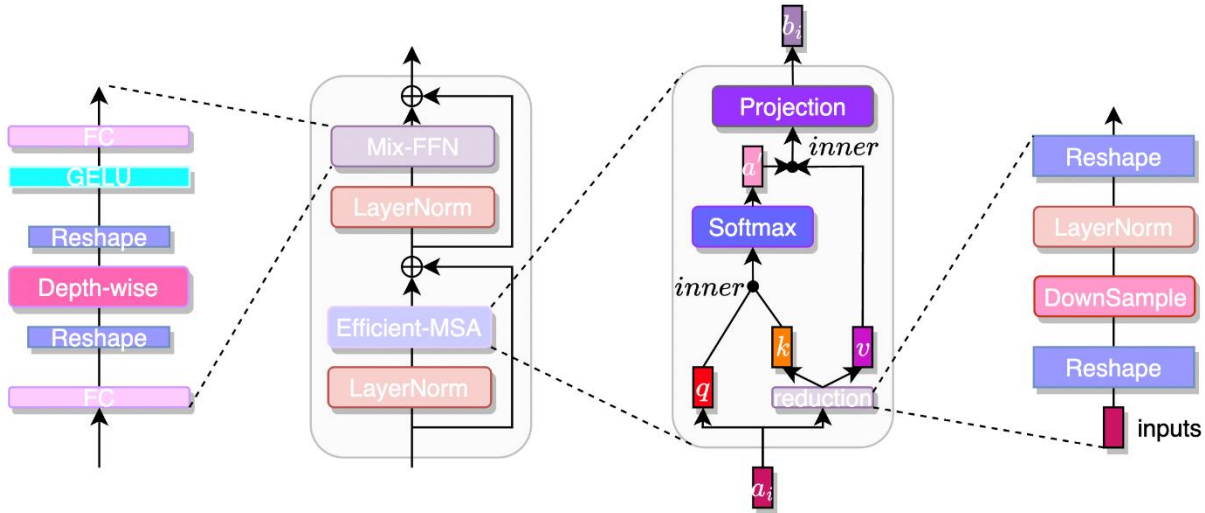 FC
GELU
Reshape
Depth-wise
Reshape
FC
Mix-FFN
LayerNorm
Efficient-MSA
LayerNorm
b_i
Projection
inner
a'
Softmax
inner
k
v
q
reduction
a_i
Reshape
LayerNorm
DownSample
Reshape
inputs